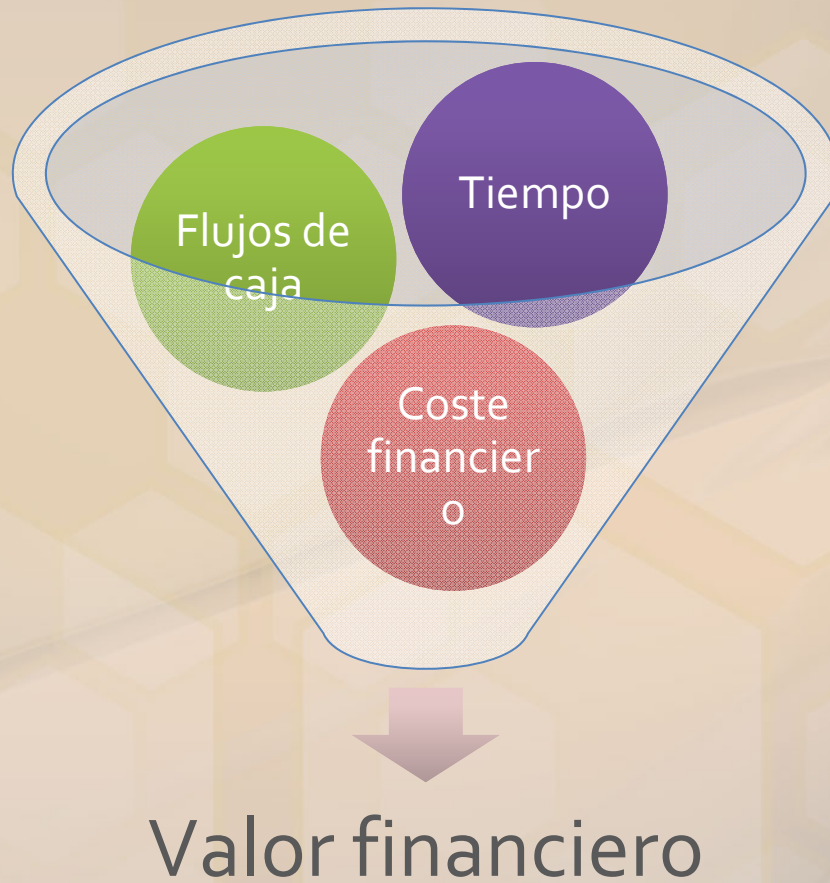 Tiempo
Flujos de
caja
Coste
financier
o
Valor financiero